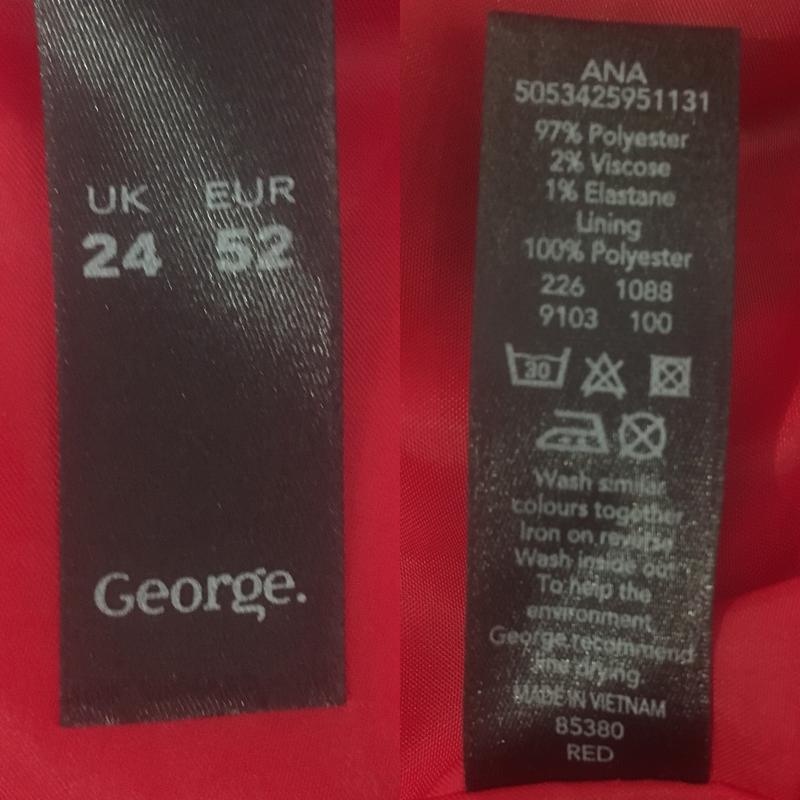 UK EUR
24 52
George.
ANA
5053425951131
97% Polyester
2% Viscose
1% Elastane
Lining
100% Polyester
226 1088
9103 100
30
Wash similar
colours together
Iron on reverse
Wash inside out
To help the
environment
George recommend
line drying.
MADE IN VIETNAM
85380
RED